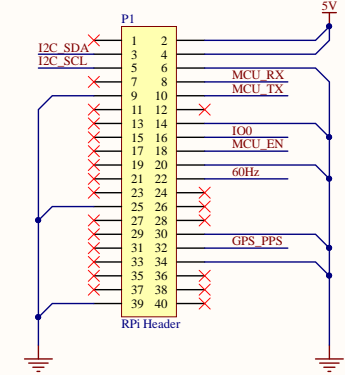 5V
P1
1 2
I2C_SDA 3 4
I2C_SCL 5 6
7 8 MCU_RX
9 10 MCU_TX
11 12
13 14
15 16 IO0
17 18 MCU_EN
19 20
21 22 60Hz
23 24
25 26
27 28
29 30
31 32 GPS_PPS
33 34
35 36
37 38
39 40
RPi Header